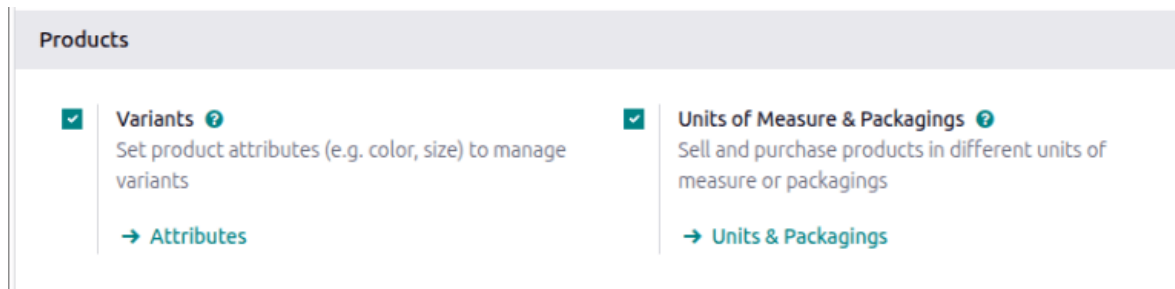 Products
Variants
Set product attributes (e.g. color, size) to manage
variants
→ Attributes
Units of Measure & Packagings
Sell and purchase products in different units of
measure or packagings
→ Units & Packagings